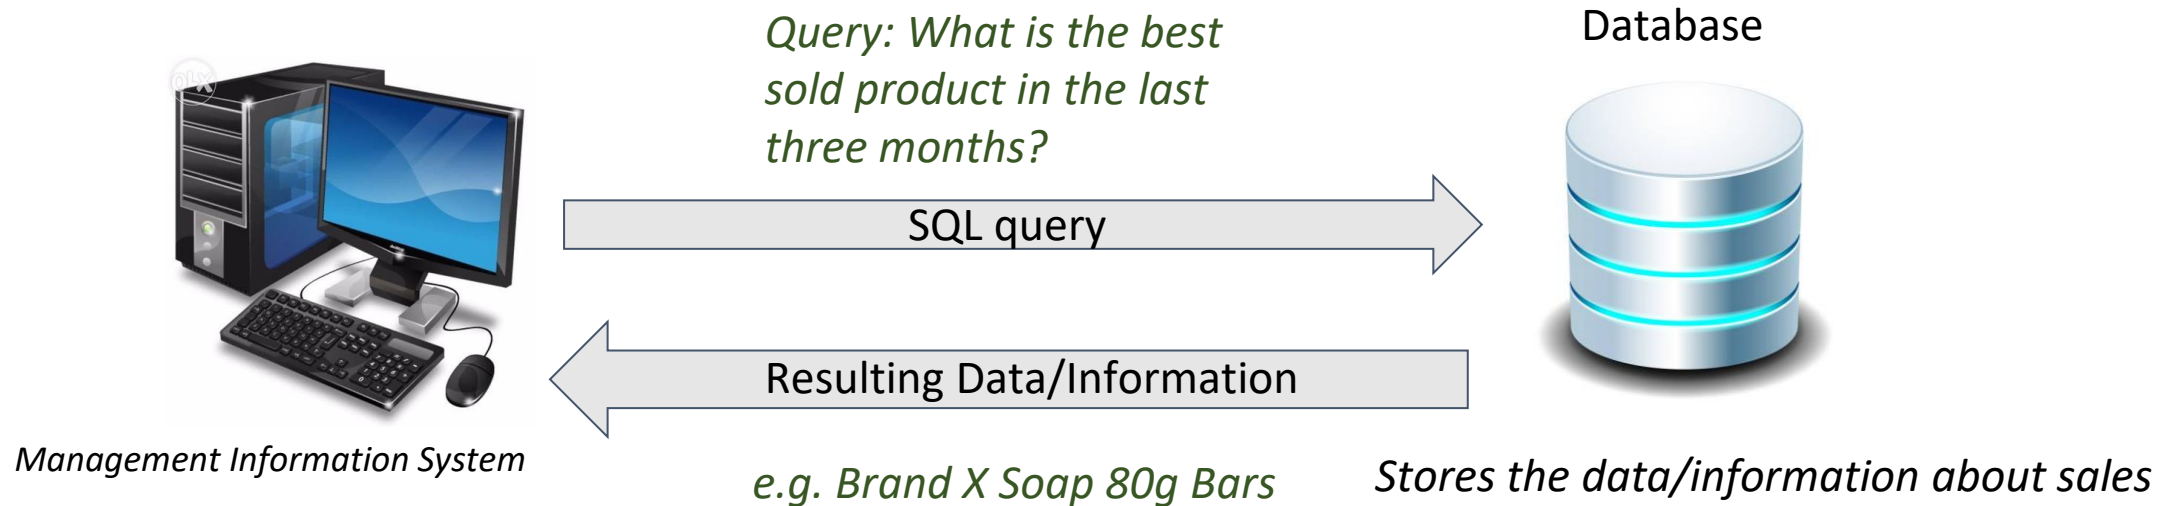 Query: What is the best
sold product in the last
three months?
Database
olx
SQL query
Resulting Data/Information
Management Information System
e.g. Brand X Soap 80g Bars
Stores the data/information about sales